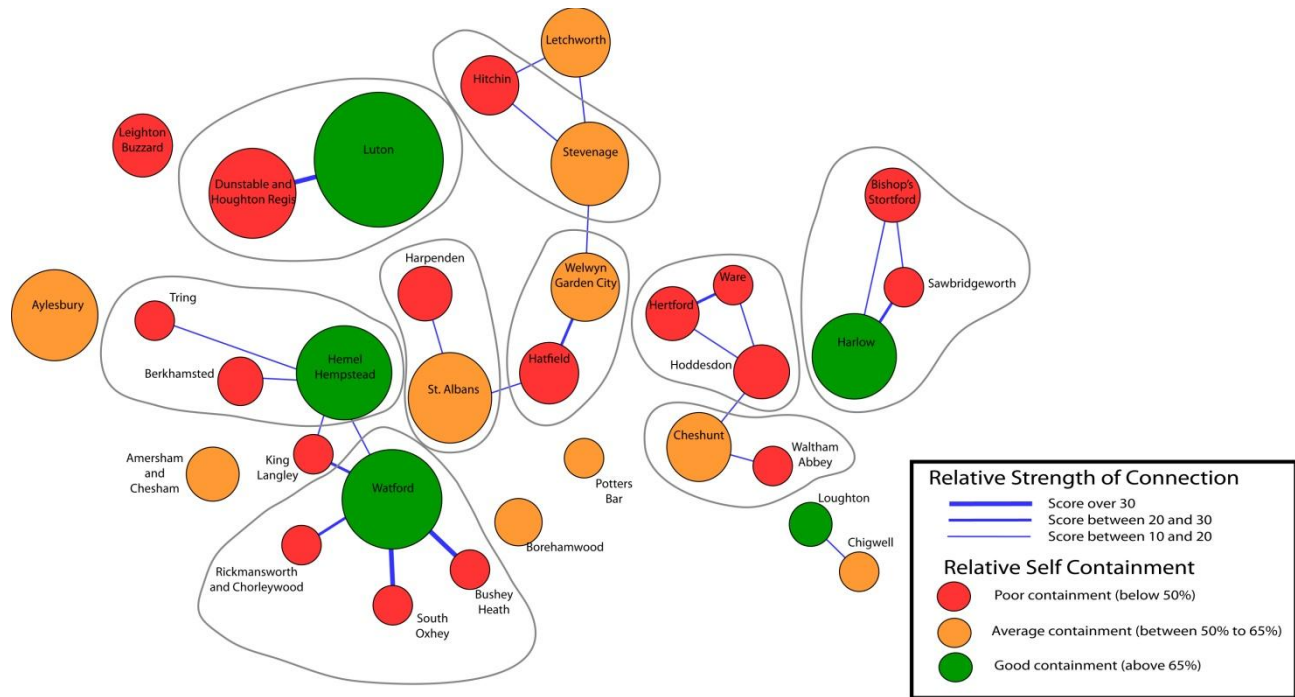 Letchworth
Hitchin
Leighton
Buzzard
Luton
Stevenage
Dunstable and
Houghton Regis
Bishop's
Stortford
Harpenden
Welwyn
Garden City
Ware
Sawbridgeworth
Tring
Hertford
Aylesbury
Hemel
Hempstead
Harlow
Berkhamsted
Hatfield
Hoddesdon
St. Albans
Cheshunt
King
Langley
Waltham
Abbey
Amersham
and
Chesham
Potters
Bar
Watford
Loughton
Borehamwood
Chigwell
Rickmansworth
and Chorleywood
Bushey
Heath
South
Oxhey
Relative Strength of Connection
Score over 30
Score between 20 and 30
Score between 10 and 20
Relative Self Containment
Poor containment (below 50%)
Average containment (between 50% to 65%)
Good containment (above 65%)